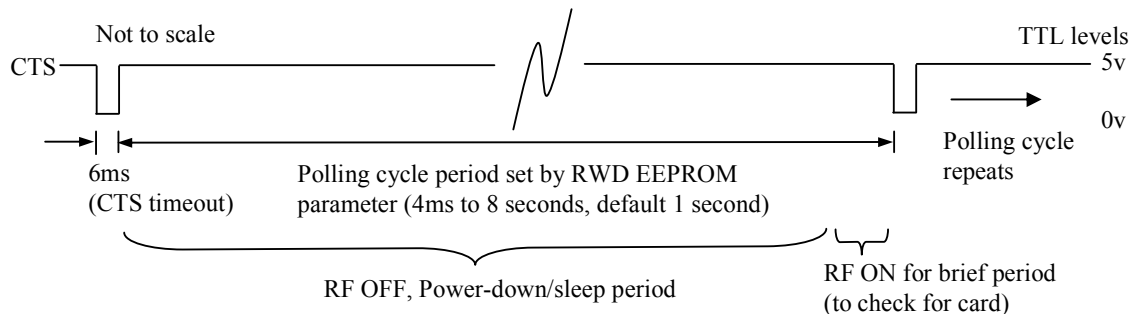 Not to scale
TTL levels
CTS
5v
0v
6ms
(CTS timeout)
Polling cycle period set by RWD EEPROM
parameter (4ms to 8 seconds, default 1 second)
Polling cycle
repeats
RF OFF, Power-down/sleep period
RF ON for brief period
(to check for card)